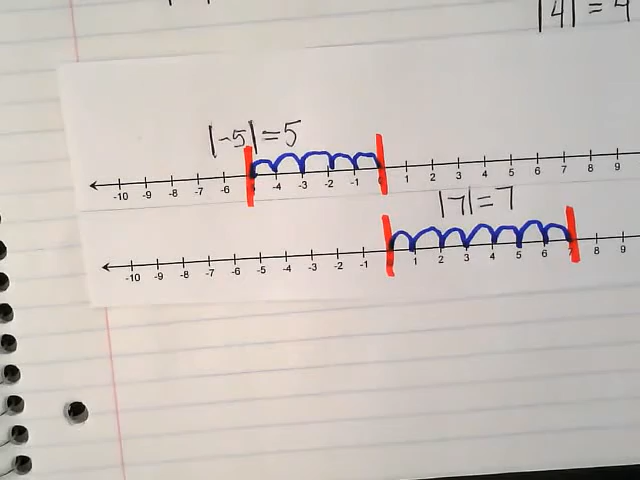 |4| = 4
|-5| = 5
-10 -9 -8 -7 -6 -4 -3 -2 -1 1 2 3 4 5 6 7 8 9
|7| = 7
-10 -9 -8 -7 -6 -5 -4 -3 -2 -1 1 2 3 4 5 6 7 8 9